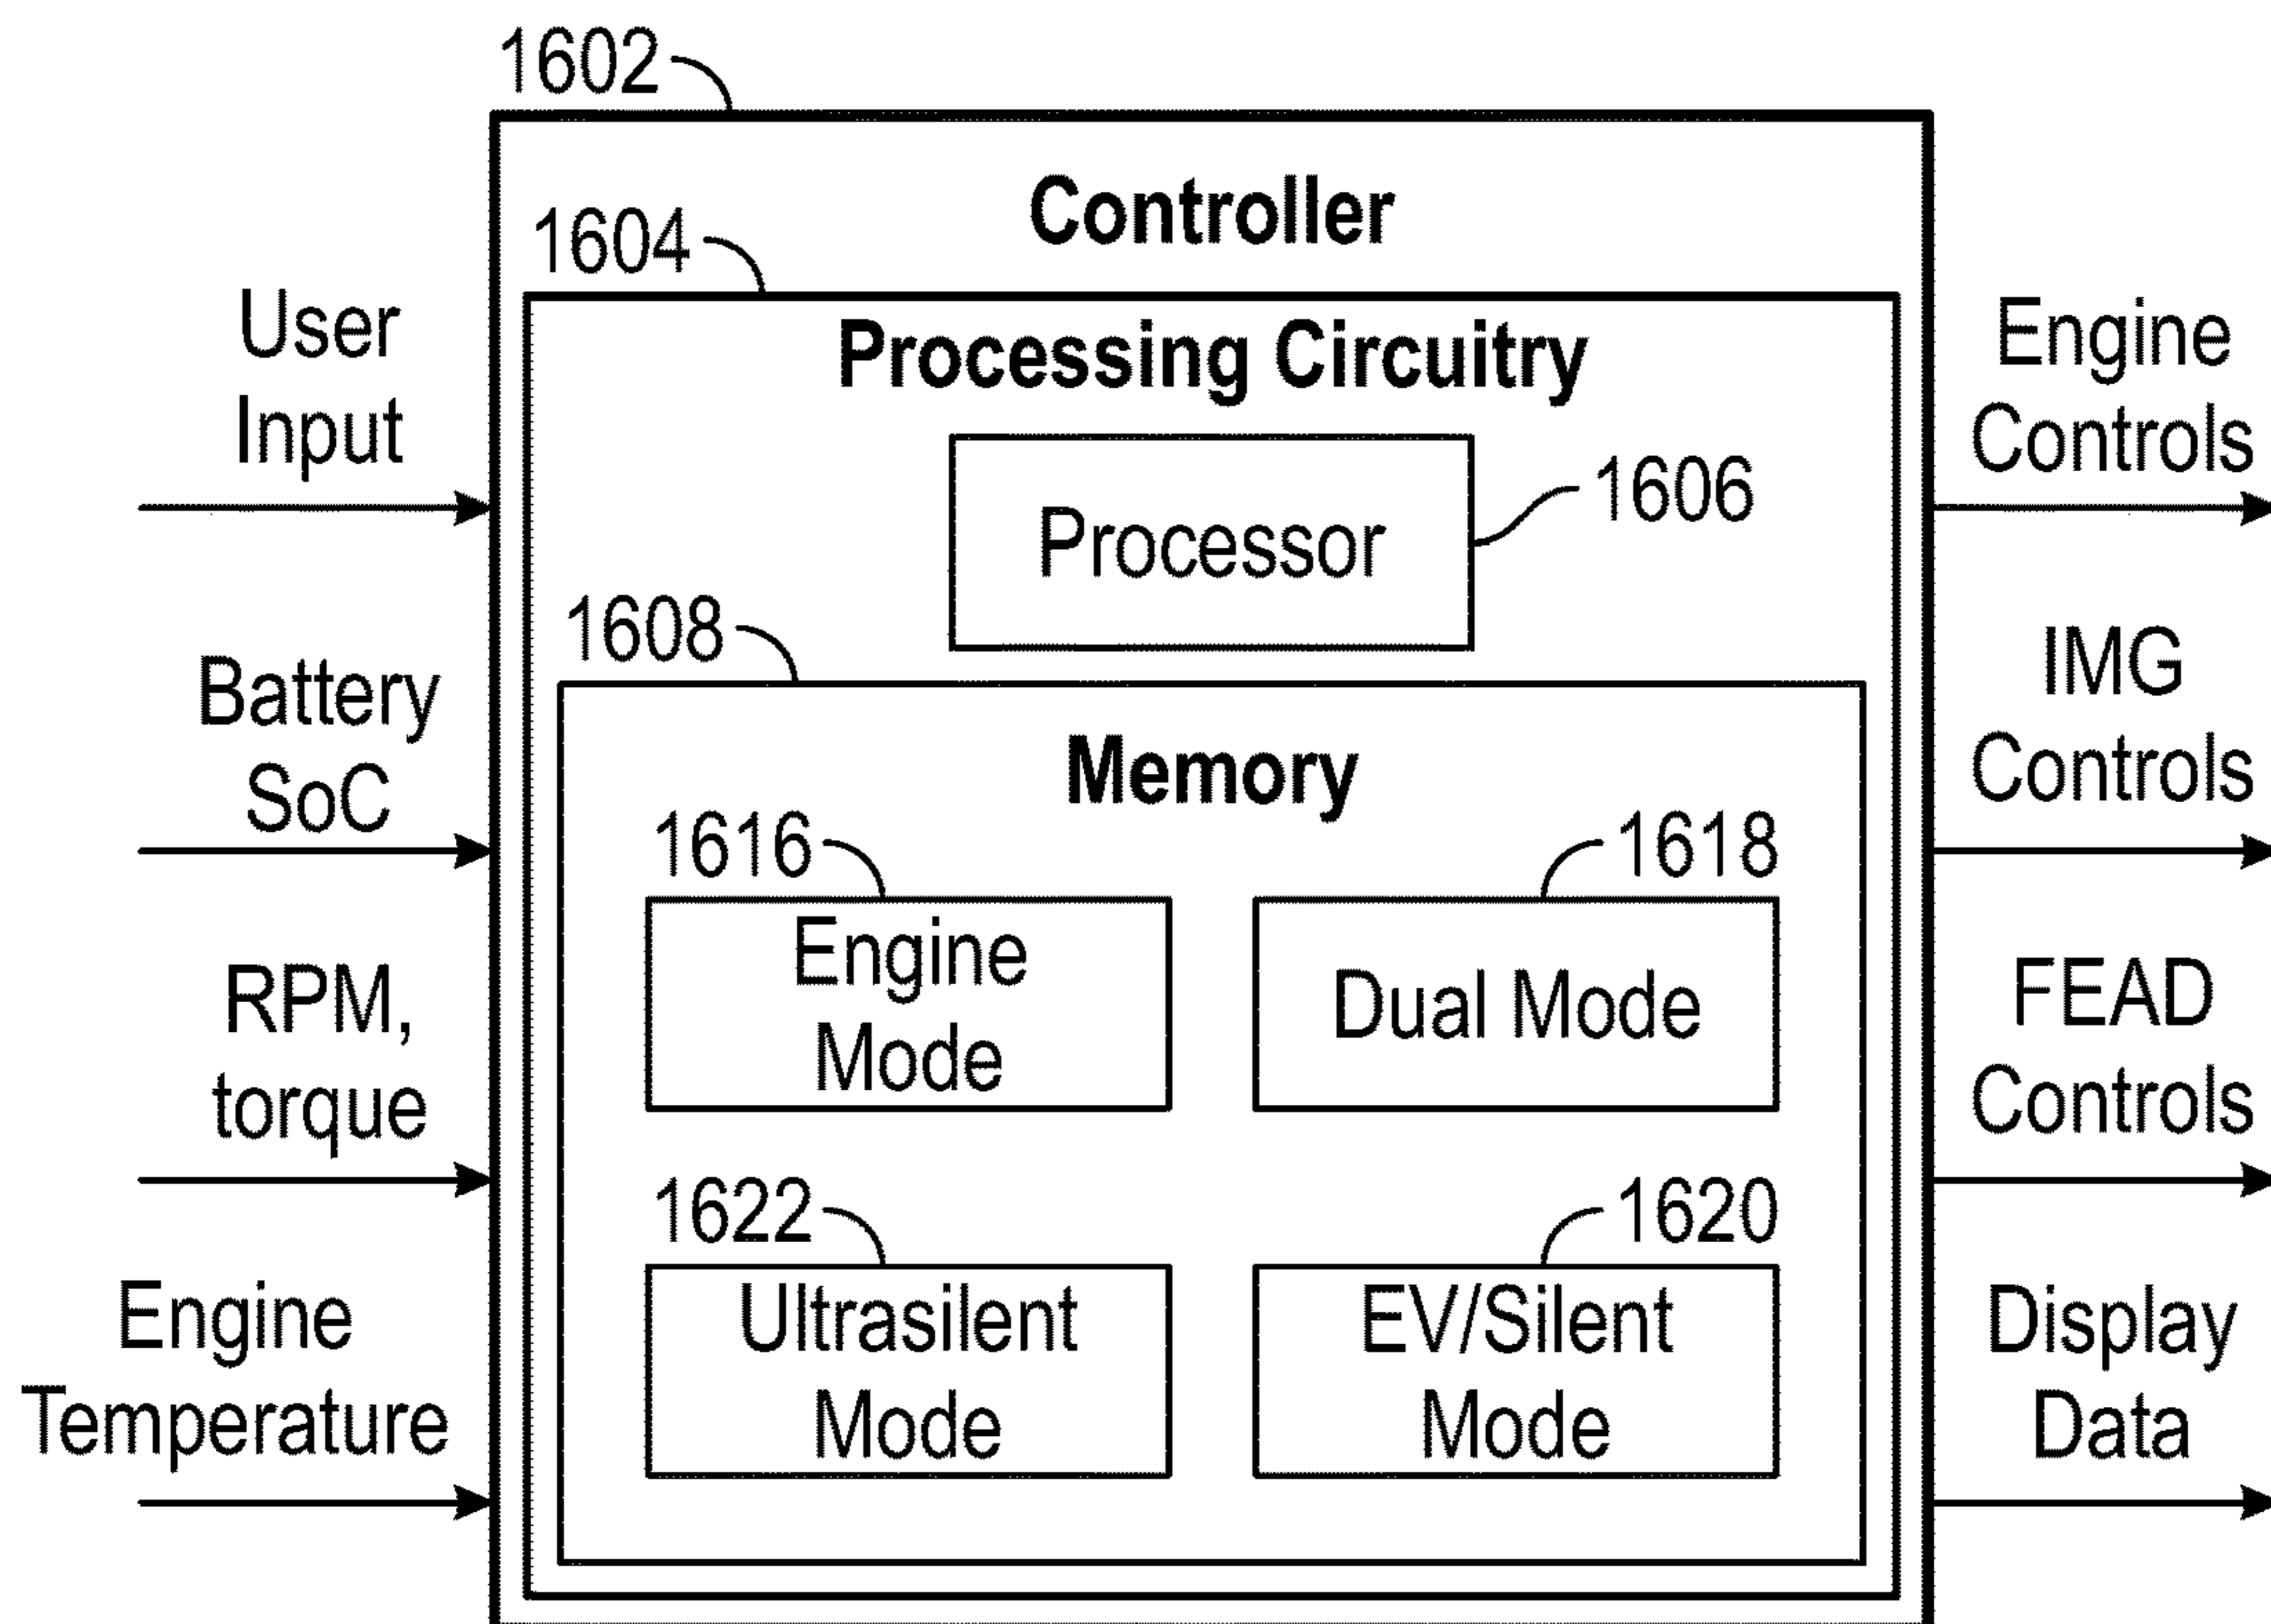 1602
Controller
1604
Processing Circuitry
User
Input
Engine
Controls
Processor
1606
1608
Battery
SoC
IMG
Controls
Memory
1616
1618
Engine
Mode
Dual Mode
RPM,
torque
FEAD
Controls
1622
1620
Ultrasilent
Mode
EV/Silent
Mode
Engine
Temperature
Display
Data